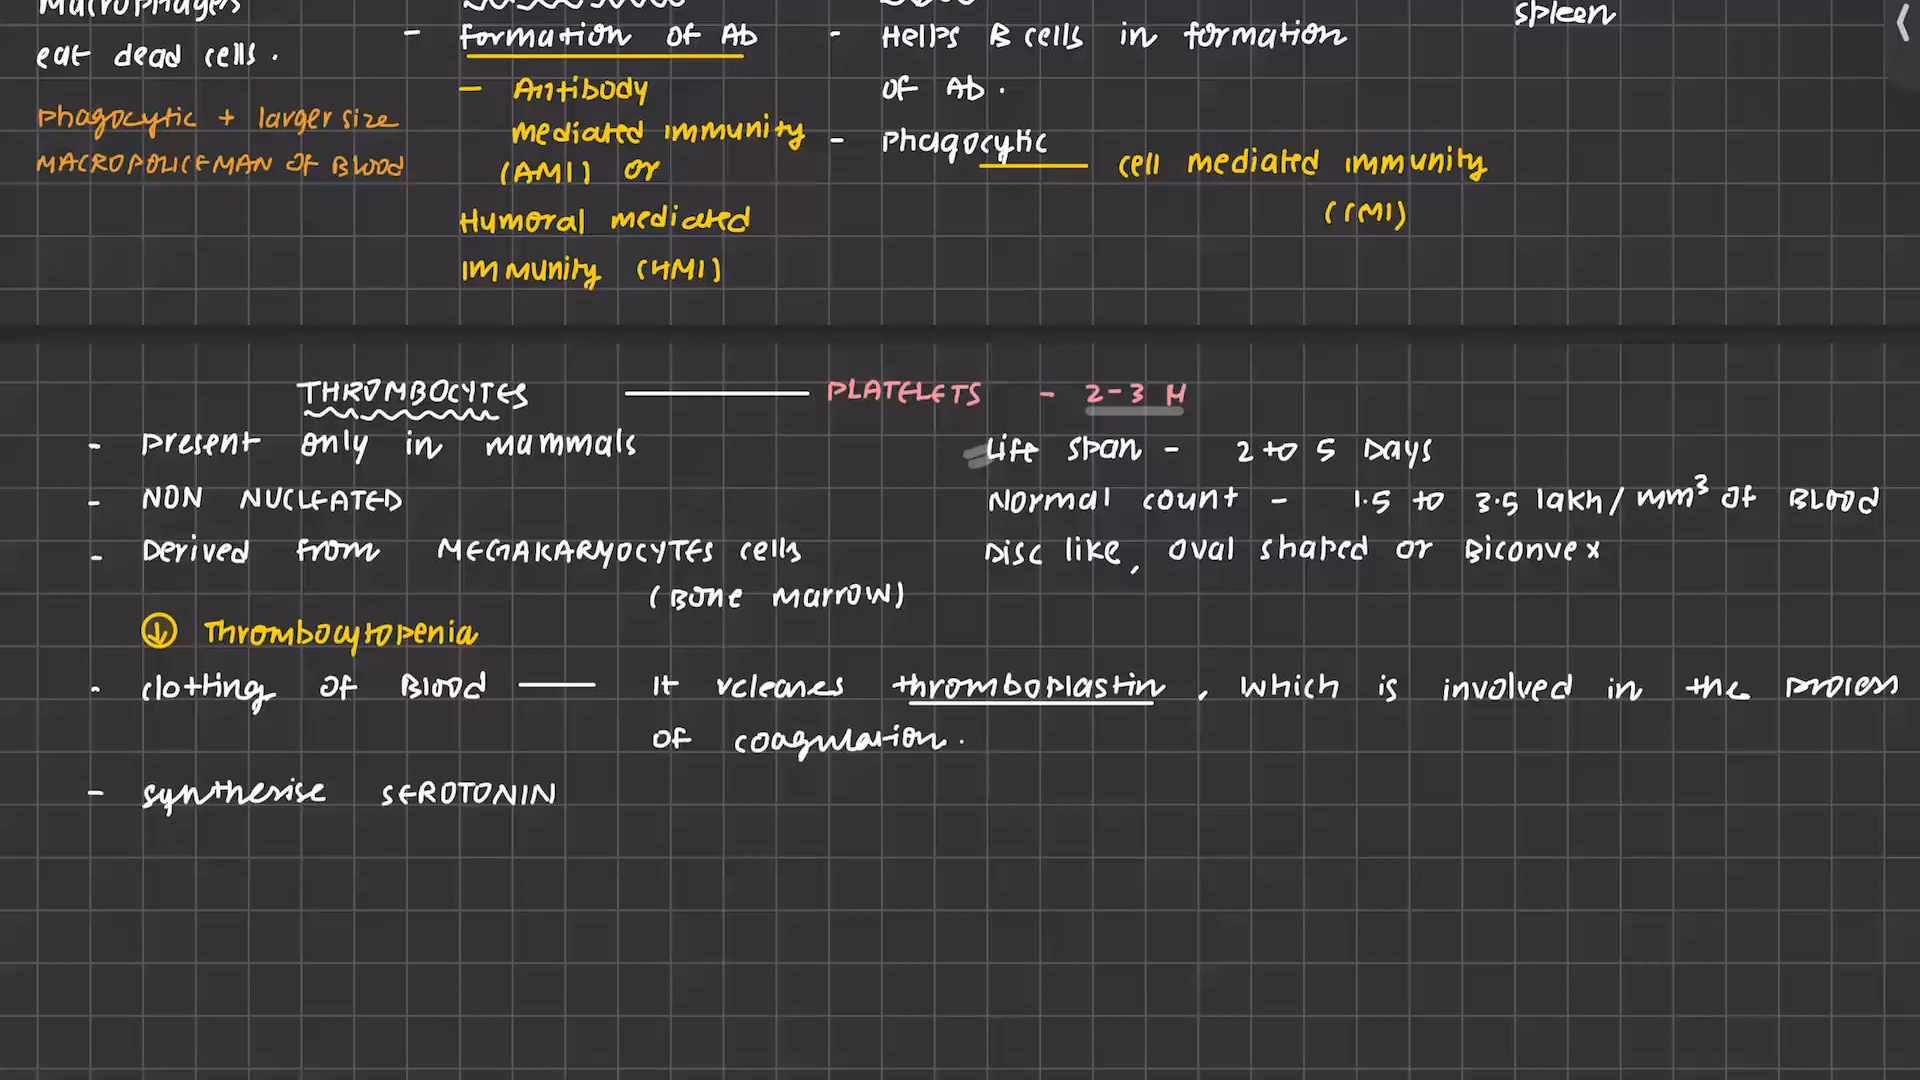 Macrophages
eat dead cells.
Phagocytic + larger size
MACROPOLICEMAN OF BLOOD
- formation of Ab
- Antibody
mediated immunity
(AMI) or
Humoral mediated
immunity (HMI)
- Helps B cells in formation
of Ab.
- Phagocytic
cell mediated immunity
(CMI)
spleen
THROMBOCYTES — PLATELETS - 2-3 M
- Present only in mammals
- NON NUCLEATED
- Derived from MEGAKARYOCYTES cells
(Bone marrow)
↓ Thrombocytopenia
Life span - 2 to 5 Days
Normal count - 1.5 to 3.5 lakh/mm³ of Blood
Disc like, oval shaped or Biconvex
- clotting of Blood — It releases thromboplastin, which is involved in the process
of coagulation.
- synthesise SEROTONIN